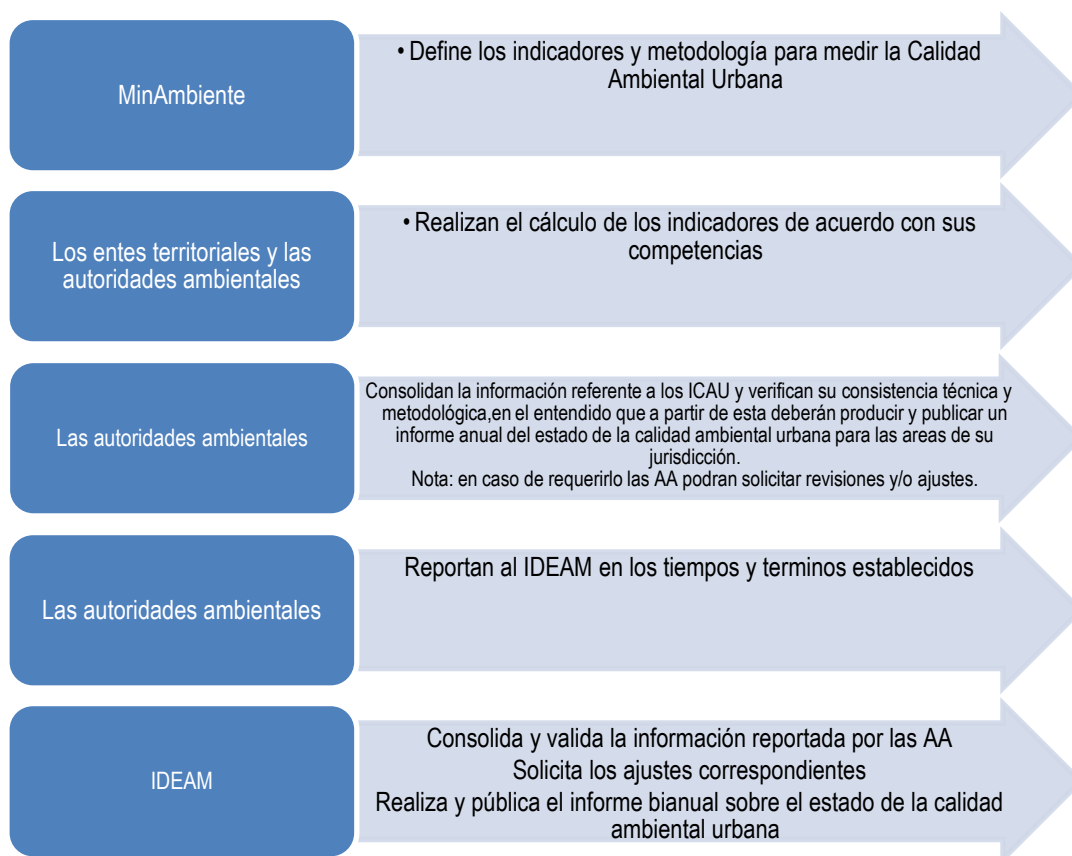 MinAmbiente
• Define los indicadores y metodología para medir la Calidad
Ambiental Urbana
Los entes territoriales y las
autoridades ambientales
• Realizan el cálculo de los indicadores de acuerdo con sus
competencias
Las autoridades ambientales
Consolidan la información referente a los ICAU y verifican su consistencia técnica y
metodológica,en el entendido que a partir de esta deberán producir y publicar un
informe anual del estado de la calidad ambiental urbana para las areas de su
jurisdicción.
Nota: en caso de requerirlo las AA podran solicitar revisiones y/o ajustes.
Las autoridades ambientales
Reportan al IDEAM en los tiempos y terminos establecidos
IDEAM
Consolida y valida la información reportada por las AA
Solicita los ajustes correspondientes
Realiza y pública el informe bianual sobre el estado de la calidad
ambiental urbana